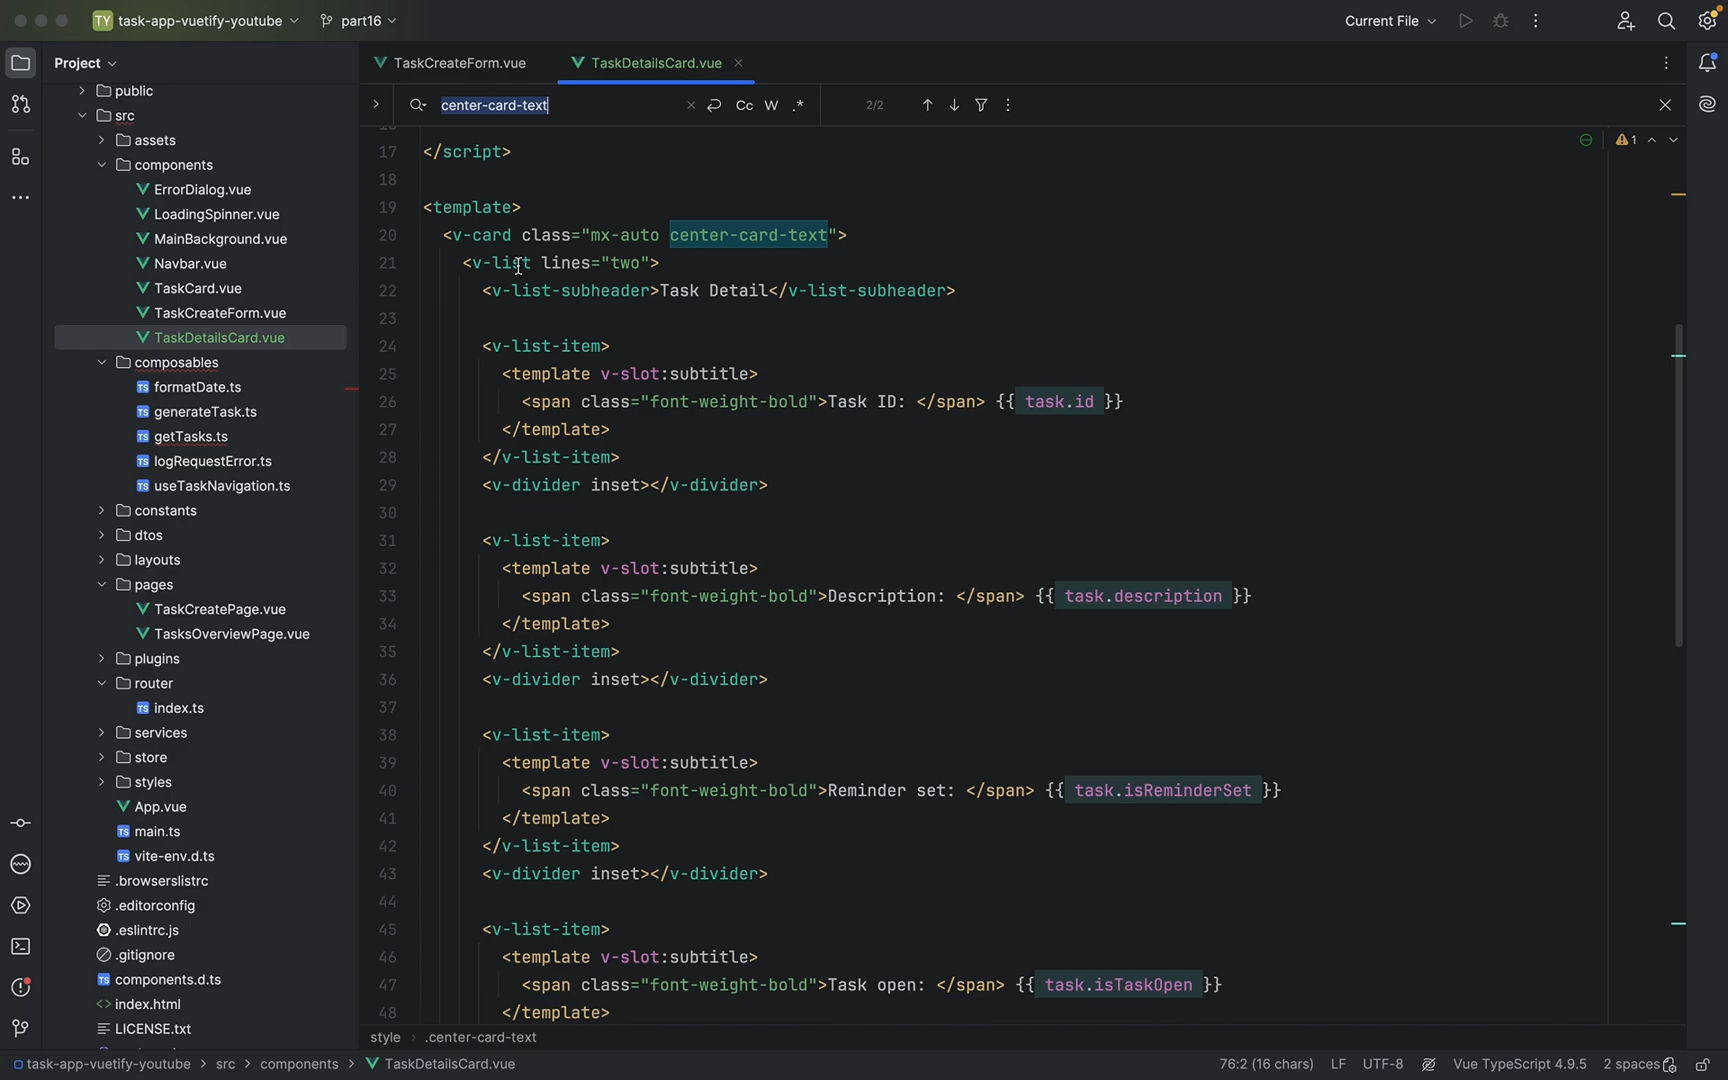 TY task-app-vuetify-youtube part16 Current File
Project TaskCreateForm.vue TaskDetailsCard.vue
center-card-text Cc W .* 2/2
public
src
assets
components
ErrorDialog.vue
LoadingSpinner.vue
MainBackground.vue
Navbar.vue
TaskCard.vue
TaskCreateForm.vue
TaskDetailsCard.vue
composables
TS formatDate.ts
TS generateTask.ts
TS getTasks.ts
TS logRequestError.ts
TS useTaskNavigation.ts
constants
dtos
layouts
pages
TaskCreatePage.vue
TasksOverviewPage.vue
plugins
router
TS index.ts
services
store
styles
App.vue
TS main.ts
TS vite-env.d.ts
.browserslistrc
.editorconfig
.eslintrc.js
.gitignore
TS components.d.ts
<> index.html
LICENSE.txt
1
17 </script>
18
19 <template>
20 <v-card class="mx-auto center-card-text">
21 <v-list lines="two">
22 <v-list-subheader>Task Detail</v-list-subheader>
23
24 <v-list-item>
25 <template v-slot:subtitle>
26 <span class="font-weight-bold">Task ID: </span> {{ task.id }}
27 </template>
28 </v-list-item>
29 <v-divider inset></v-divider>
30
31 <v-list-item>
32 <template v-slot:subtitle>
33 <span class="font-weight-bold">Description: </span> {{ task.description }}
34 </template>
35 </v-list-item>
36 <v-divider inset></v-divider>
37
38 <v-list-item>
39 <template v-slot:subtitle>
40 <span class="font-weight-bold">Reminder set: </span> {{ task.isReminderSet }}
41 </template>
42 </v-list-item>
43 <v-divider inset></v-divider>
44
45 <v-list-item>
46 <template v-slot:subtitle>
47 <span class="font-weight-bold">Task open: </span> {{ task.isTaskOpen }}
48 </template>
style > .center-card-text
task-app-vuetify-youtube > src > components > TaskDetailsCard.vue 76:2 (16 chars) LF UTF-8 Vue TypeScript 4.9.5 2 spaces